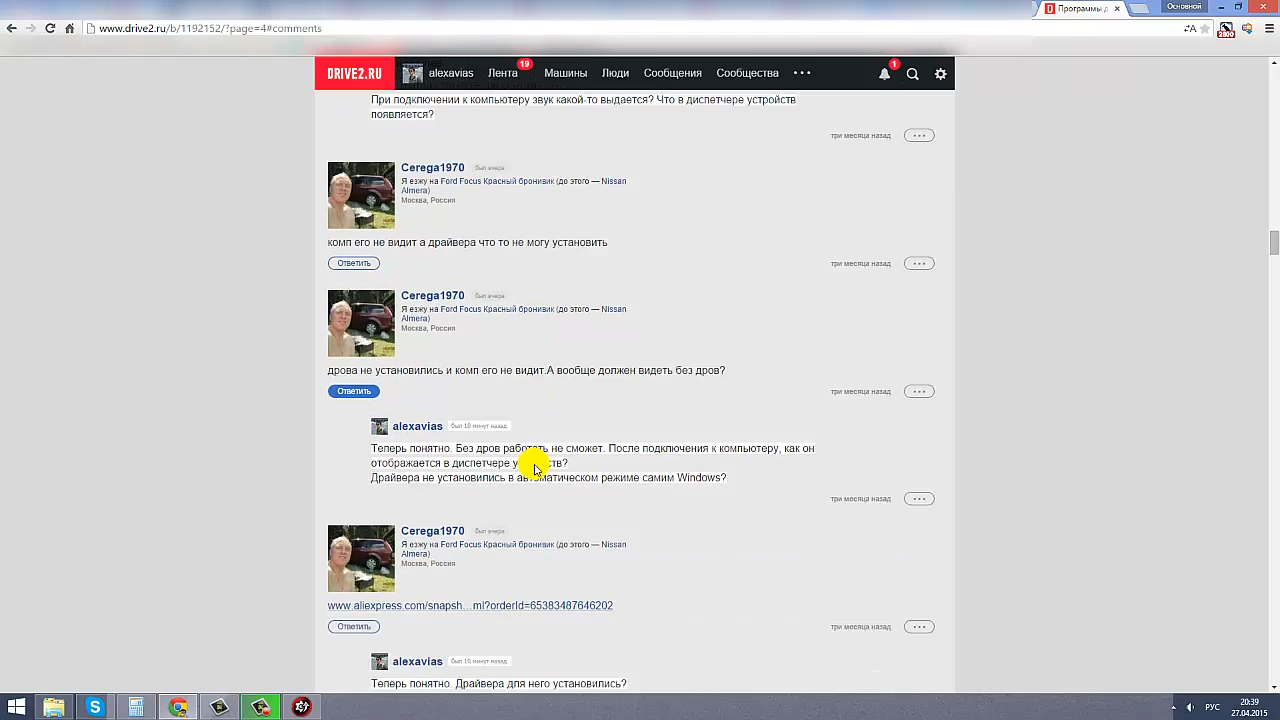 Программы д
Основной
www.drive2.ru/b/1192152/?page=4#comments
2800
DRIVE2.RU
alexavias
Лента
19
Машины
Люди
Сообщения
Сообщества
1
При подключении к компьютеру звук какой-то выдается? Что в диспетчере устройств
появляется?
три месяца назад
Cerega1970 был вчера
Я езжу на Ford Focus Красный бронивик (до этого — Nissan
Almera)
Москва, Россия
комп его не видит а драйвера что то не могу установить
Ответить
три месяца назад
Cerega1970 был вчера
Я езжу на Ford Focus Красный бронивик (до этого — Nissan
Almera)
Москва, Россия
дрова не установились и комп его не видит.А вообще должен видеть без дров?
Ответить
три месяца назад
alexavias был 10 минут назад
Теперь понятно. Без дров работать не сможет. После подключения к компьютеру, как он
отображается в диспетчере устройств?
Драйвера не установились в автоматическом режиме самим Windows?
три месяца назад
Cerega1970 был вчера
Я езжу на Ford Focus Красный бронивик (до этого — Nissan
Almera)
Москва, Россия
www.aliexpress.com/snapsh…ml?orderId=65383487646202
Ответить
три месяца назад
alexavias был 10 минут назад
Теперь понятно. Драйвера для него установились?
РУС
20:39
27.04.2015